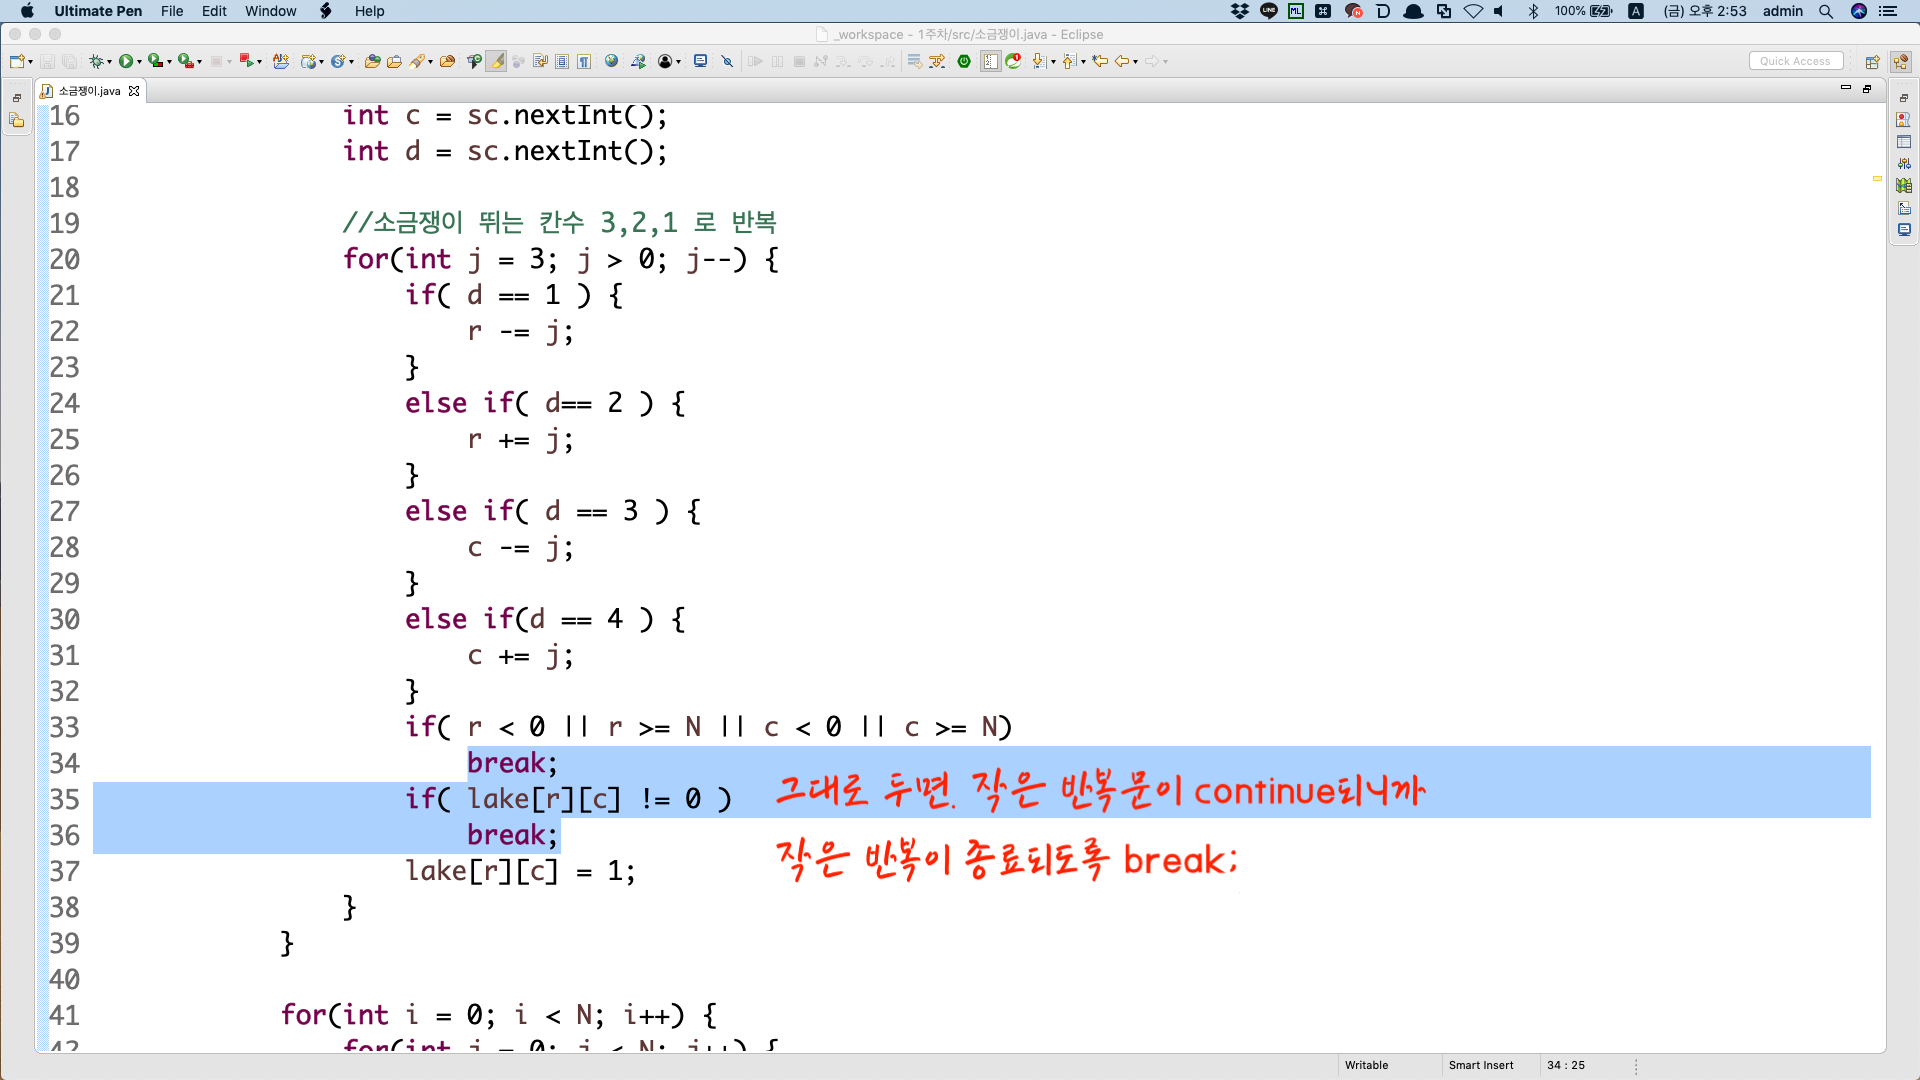 Ultimate Pen File Edit Window Help 100% A (금) 오후 2:53 admin
_workspace - 1주차/src/소금쟁이.java - Eclipse
Quick Access
소금쟁이.java
16 int c = sc.nextInt();
17 int d = sc.nextInt();
18
19 //소금쟁이 뛰는 칸수 3,2,1 로 반복
20 for(int j = 3; j > 0; j--) {
21 if( d == 1 ) {
22 r -= j;
23 }
24 else if( d== 2 ) {
25 r += j;
26 }
27 else if( d == 3 ) {
28 c -= j;
29 }
30 else if(d == 4 ) {
31 c += j;
32 }
33 if( r < 0 || r >= N || c < 0 || c >= N)
34 break;
35 if( lake[r][c] != 0 ) 그대로 두면. 작은 반복문이 continue되니까
36 break;
작은 반복이 종료되도록 break;
37 lake[r][c] = 1;
38 }
39 }
40
41 for(int i = 0; i < N; i++) {
42 for(int j = 0; j < N; j++) {
Writable Smart Insert 34 : 25